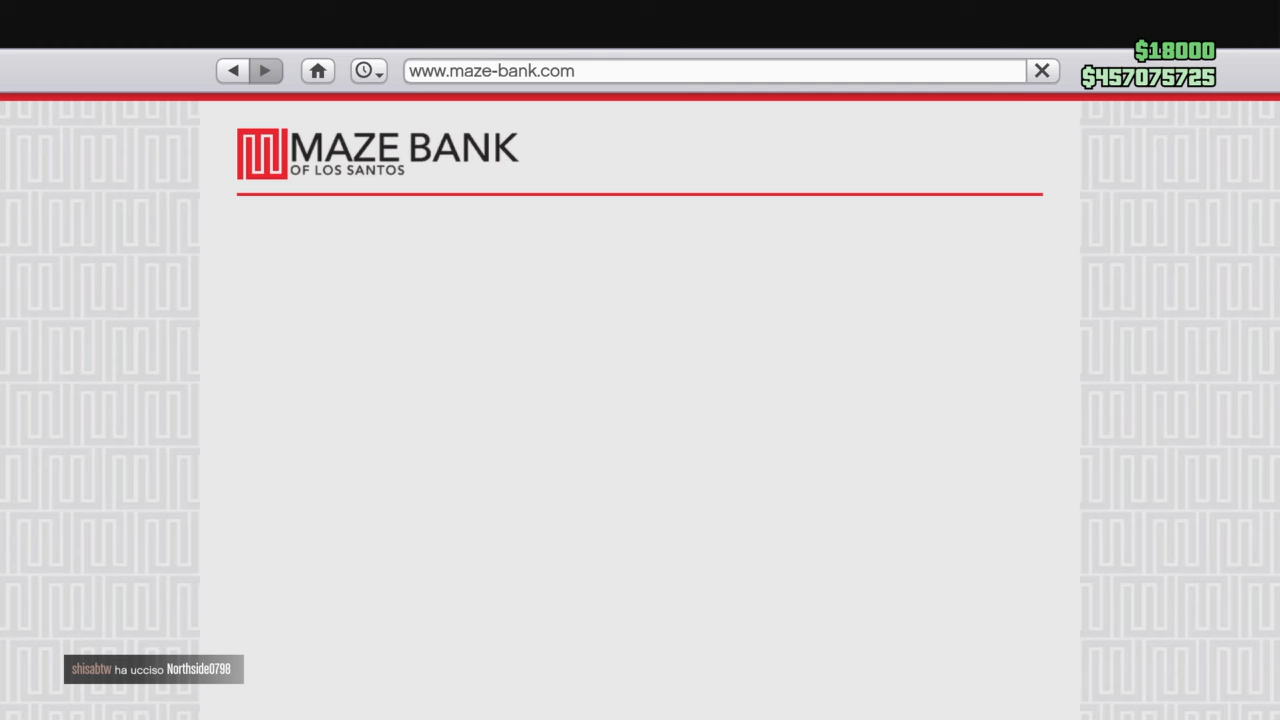 $18000
www.maze-bank.com
$457075725
MAZE BANK
OF LOS SANTOS
shisabtw ha ucciso Northside0798